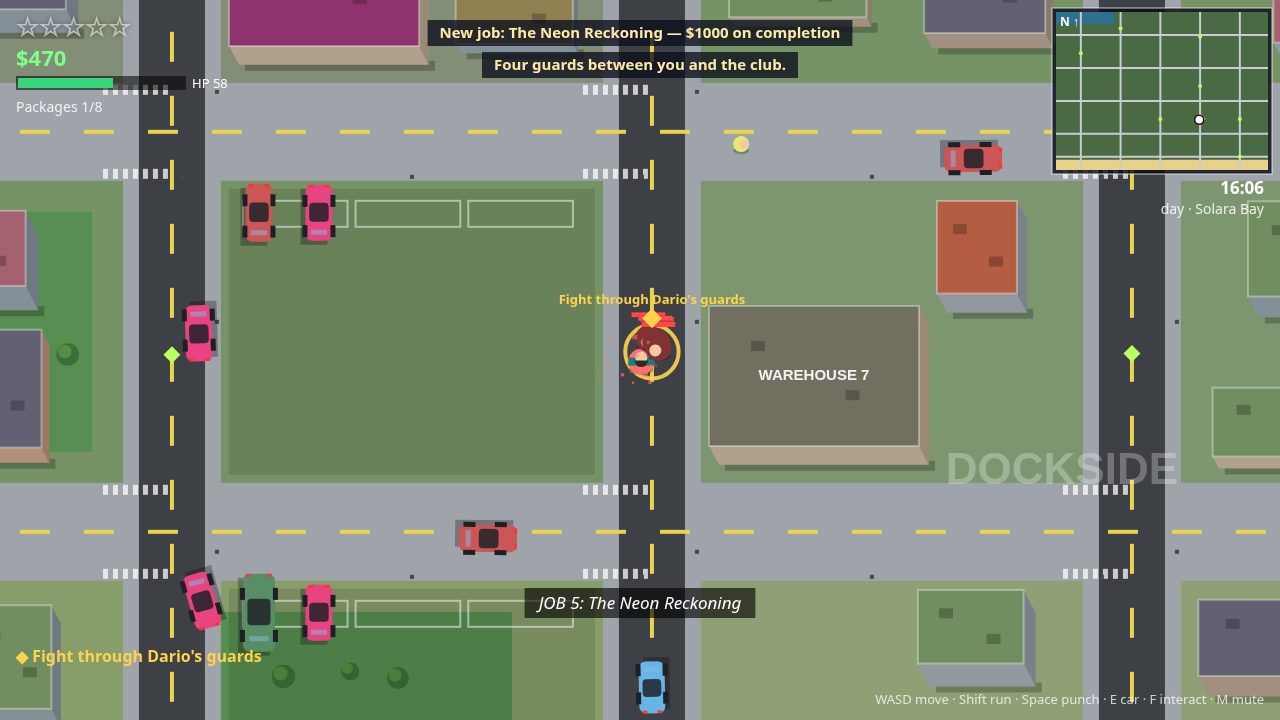 ☆☆☆☆☆
$470
HP 58
Packages 1/8
New job: The Neon Reckoning — $1000 on completion
Four guards between you and the club.
N ↑
16:06
day · Solara Bay
Fight through Dario's guards
WAREHOUSE 7
DOCKSIDE
JOB 5: The Neon Reckoning
◆ Fight through Dario's guards
WASD move · Shift run · Space punch · E car · F interact · M mute